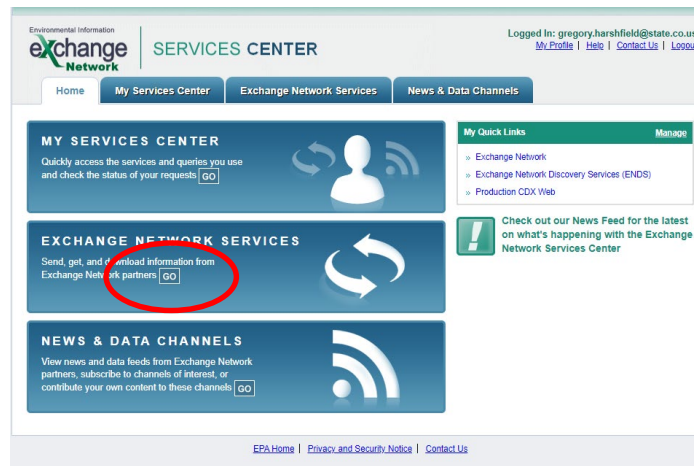 Environmental Information
eXchange
Network
SERVICES CENTER
Logged In: gregory.harshfield@state.co.us
My Profile | Help | Contact Us | Logou
Home
My Services Center
Exchange Network Services
News & Data Channels
MY SERVICES CENTER
Quickly access the services and queries you use
and check the status of your requests GO
My Quick Links Manage
» Exchange Network
» Exchange Network Discovery Services (ENDS)
» Production CDX Web
Check out our News Feed for the latest
on what's happening with the Exchange
Network Services Center
EXCHANGE NETWORK SERVICES
Send, get, and download information from
Exchange Network partners GO
NEWS & DATA CHANNELS
View news and data feeds from Exchange Network
partners, subscribe to channels of interest, or
contribute your own content to these channels GO
EPA Home | Privacy and Security Notice | Contact Us